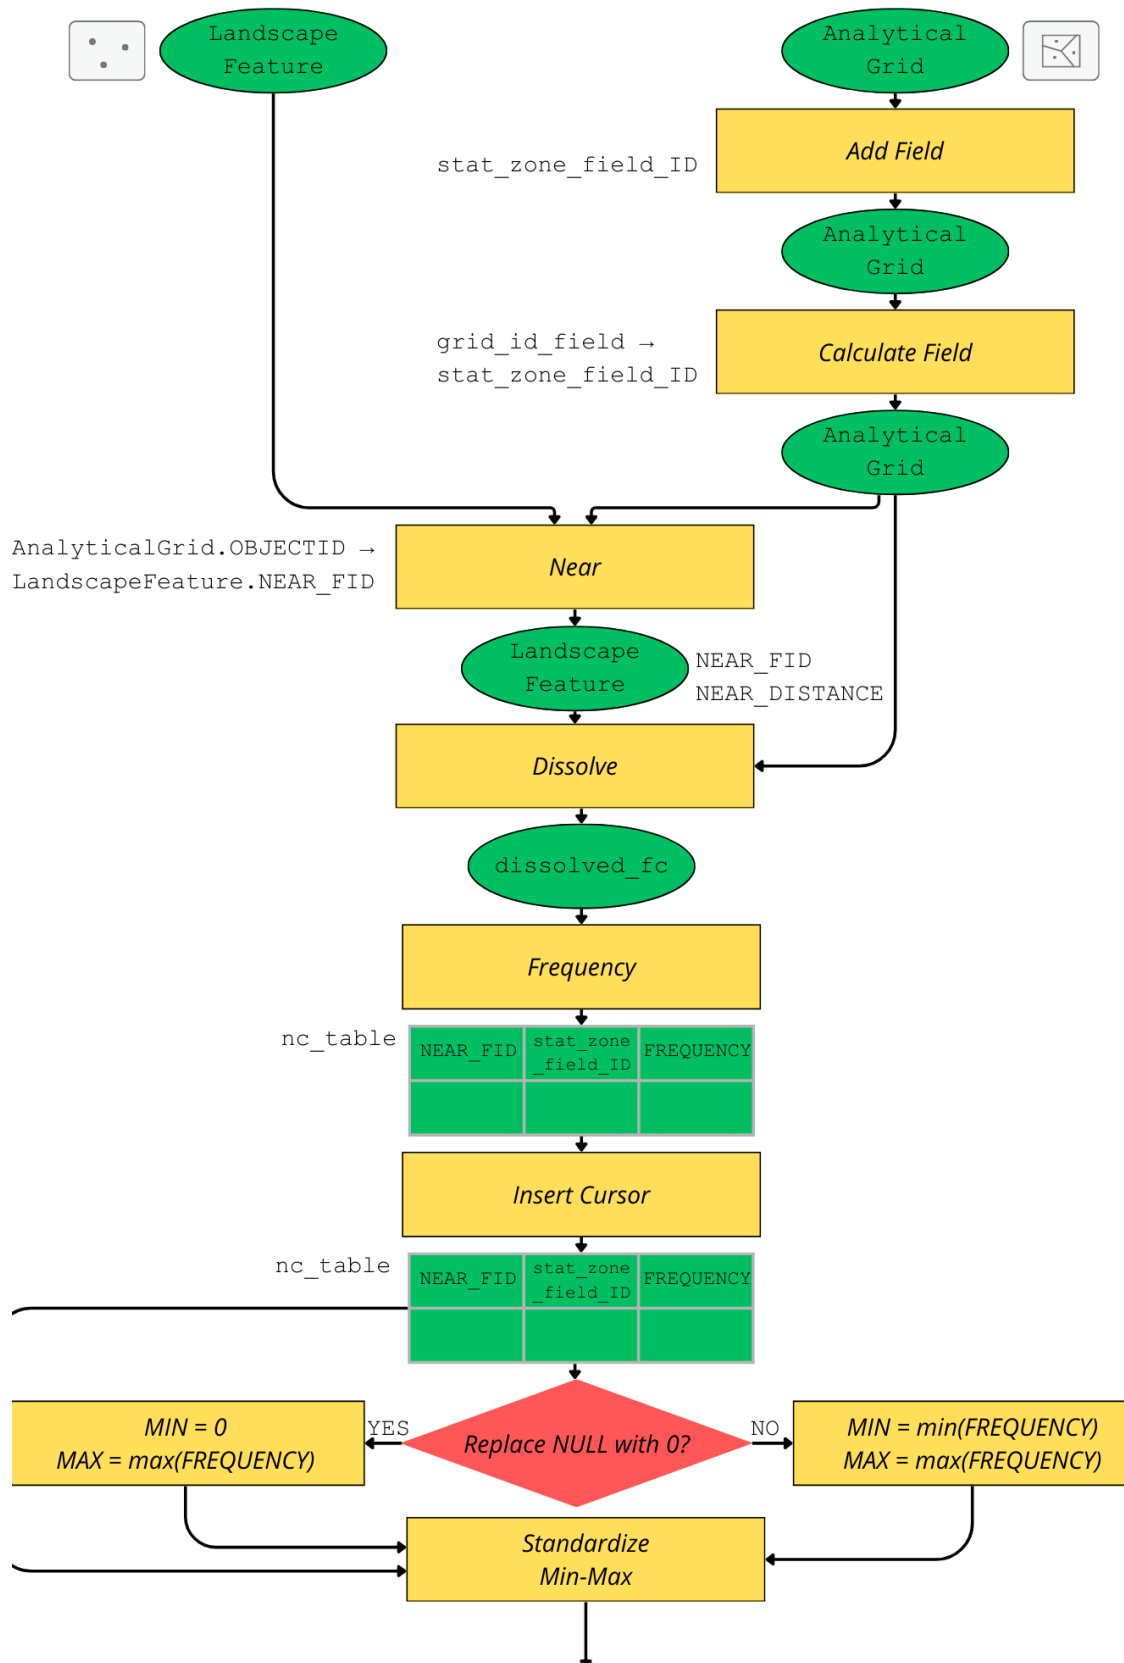 Landscape
Feature
Analytical
Grid
stat_zone_field_ID
Add Field
Analytical
Grid
grid_id_field →
stat_zone_field_ID
Calculate Field
Analytical
Grid
AnalyticalGrid.OBJECTID →
LandscapeFeature.NEAR_FID
Near
Landscape
Feature
NEAR_FID
NEAR_DISTANCE
Dissolve
dissolved_fc
Frequency
nc_table
NEAR_FID
stat_zone
_field_ID
FREQUENCY
Insert Cursor
nc_table
NEAR_FID
stat_zone
_field_ID
FREQUENCY
MIN = 0
MAX = max(FREQUENCY)
YES
Replace NULL with 0?
NO
MIN = min(FREQUENCY)
MAX = max(FREQUENCY)
Standardize
Min-Max